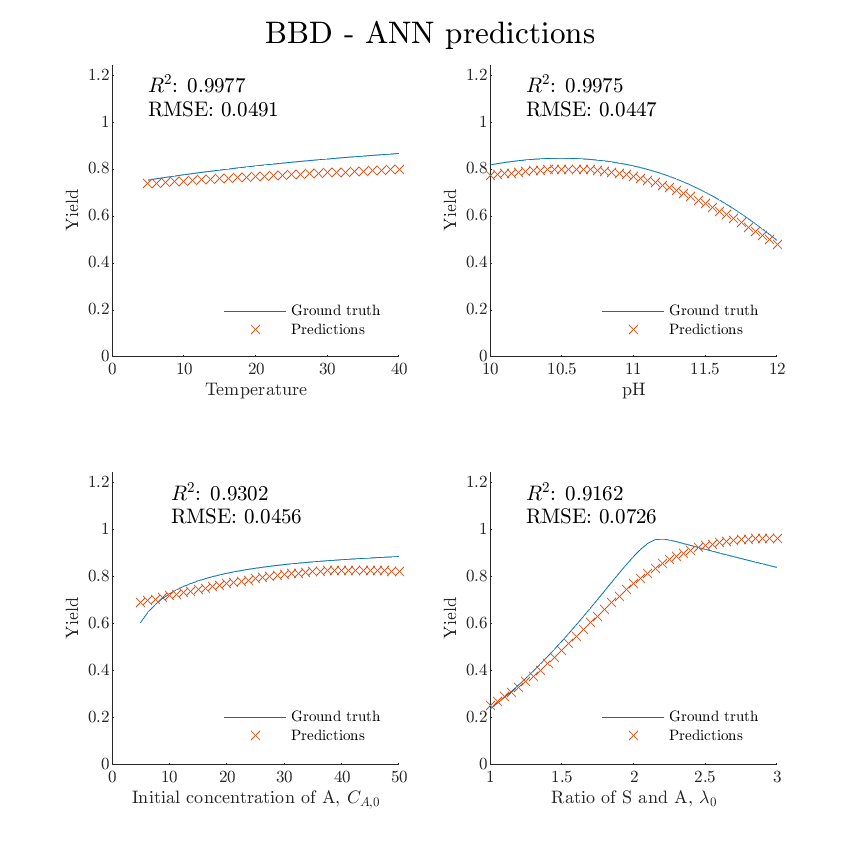 BBD - ANN predictions
R²: 0.9977
RMSE: 0.0491
1.2
1
0.8
0.6
0.4
0.2
0
Yield
Ground truth
Predictions
0 10 20 30 40
Temperature
R²: 0.9975
RMSE: 0.0447
1.2
1
0.8
0.6
0.4
0.2
0
Yield
Ground truth
Predictions
10 10.5 11 11.5 12
pH
R²: 0.9302
RMSE: 0.0456
1.2
1
0.8
0.6
0.4
0.2
0
Yield
Ground truth
Predictions
0 10 20 30 40 50
Initial concentration of A, C_{A,0}
R²: 0.9162
RMSE: 0.0726
1.2
1
0.8
0.6
0.4
0.2
0
Yield
Ground truth
Predictions
1 1.5 2 2.5 3
Ratio of S and A, λ₀